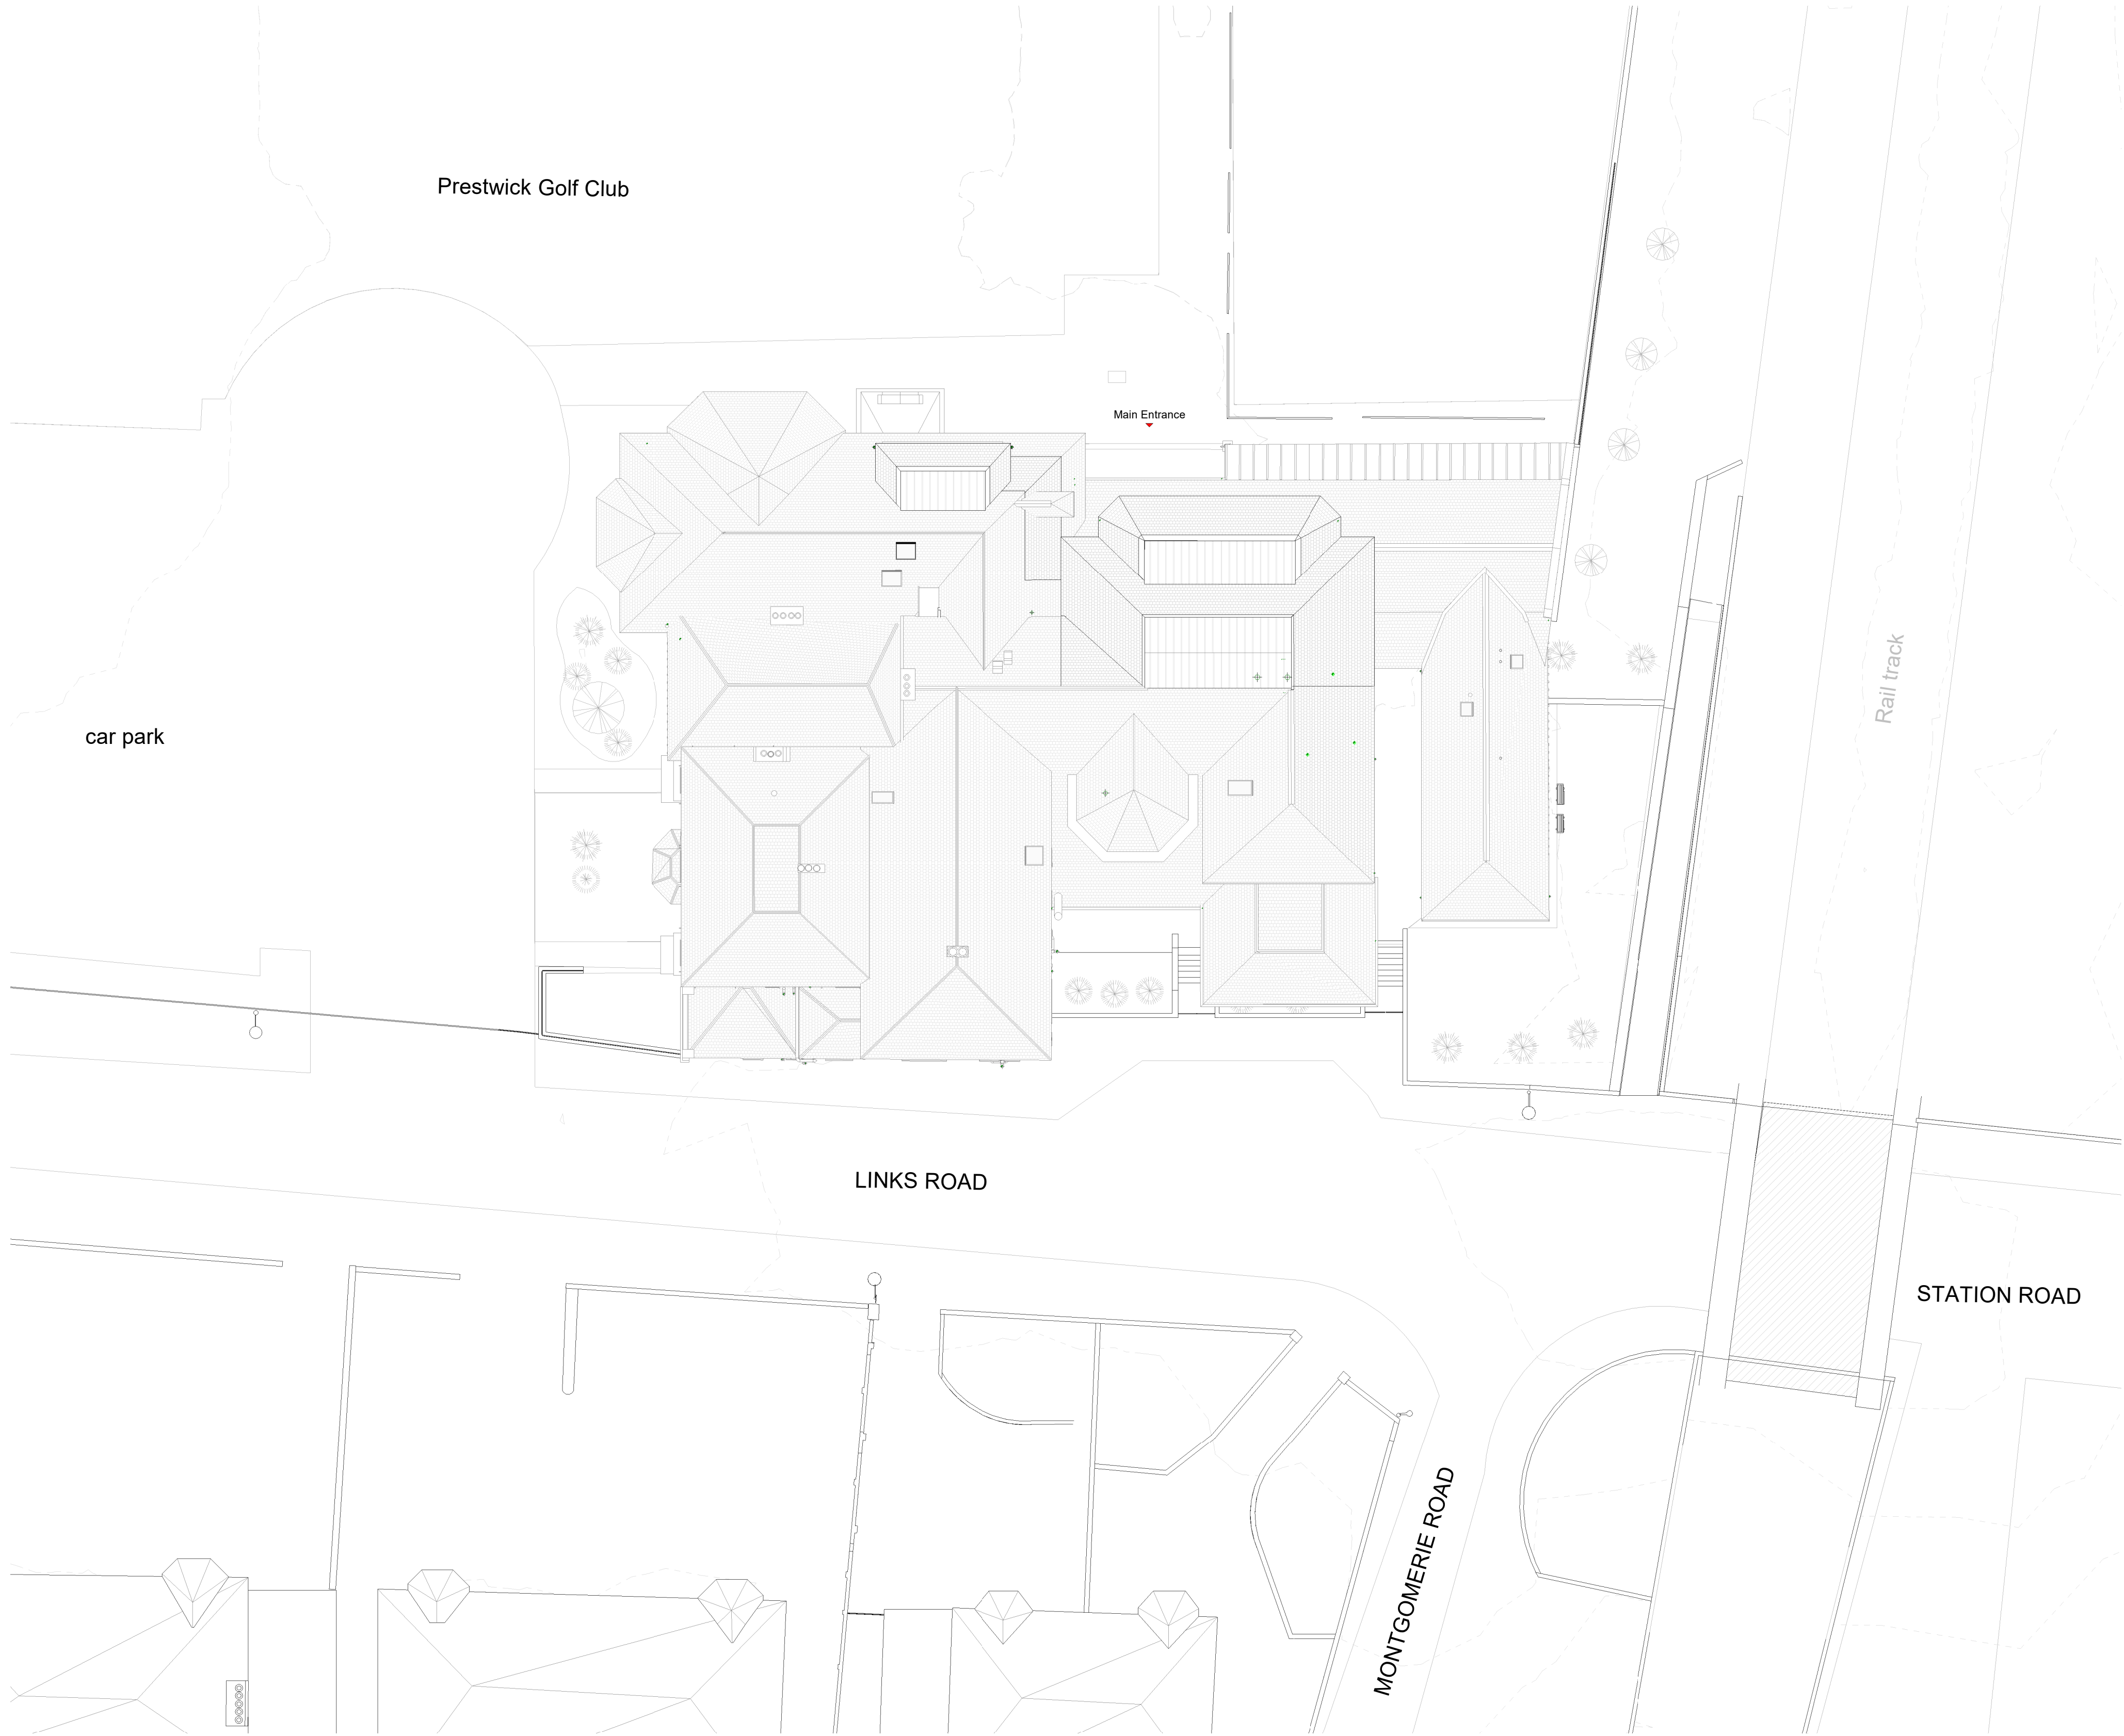 Prestwick Golf Club
Main Entrance
Rail track
car park
LINKS ROAD
STATION ROAD
MONTGOMERIE ROAD